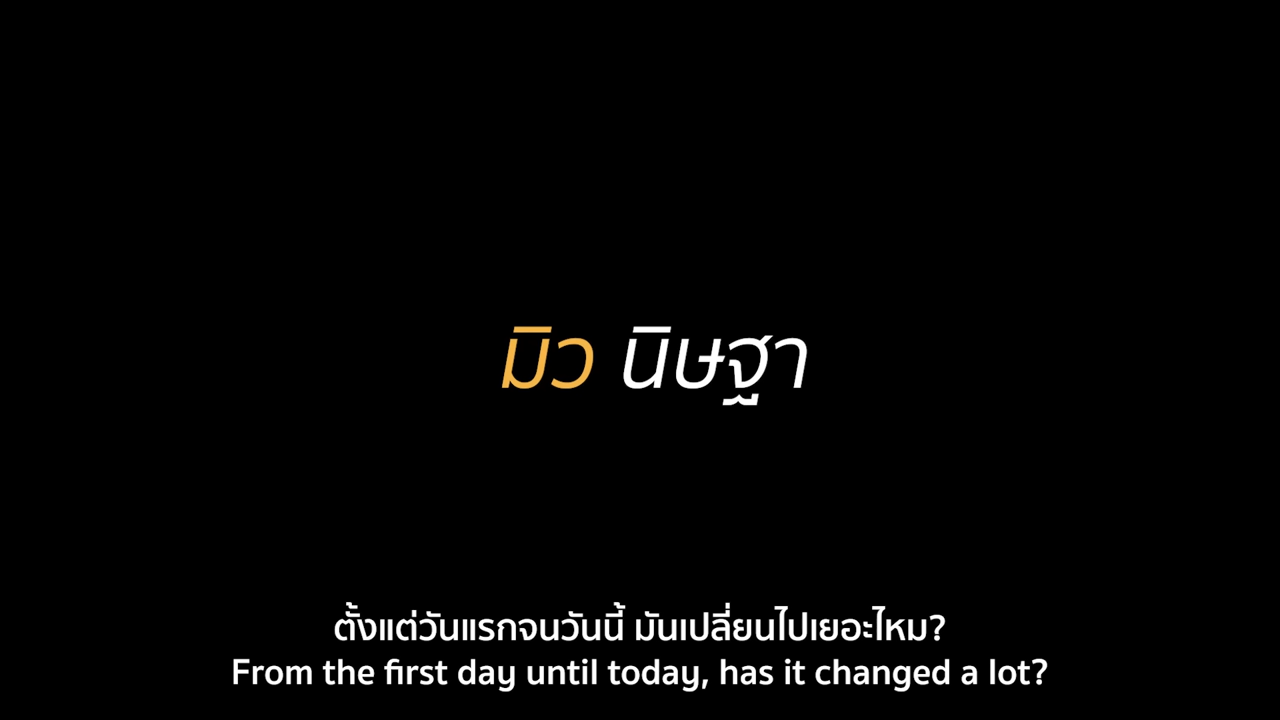 มิว นิษฐา
ตั้งแต่วันแรกจนวันนี้ มันเปลี่ยนไปเยอะไหม?
From the first day until today, has it changed a lot?